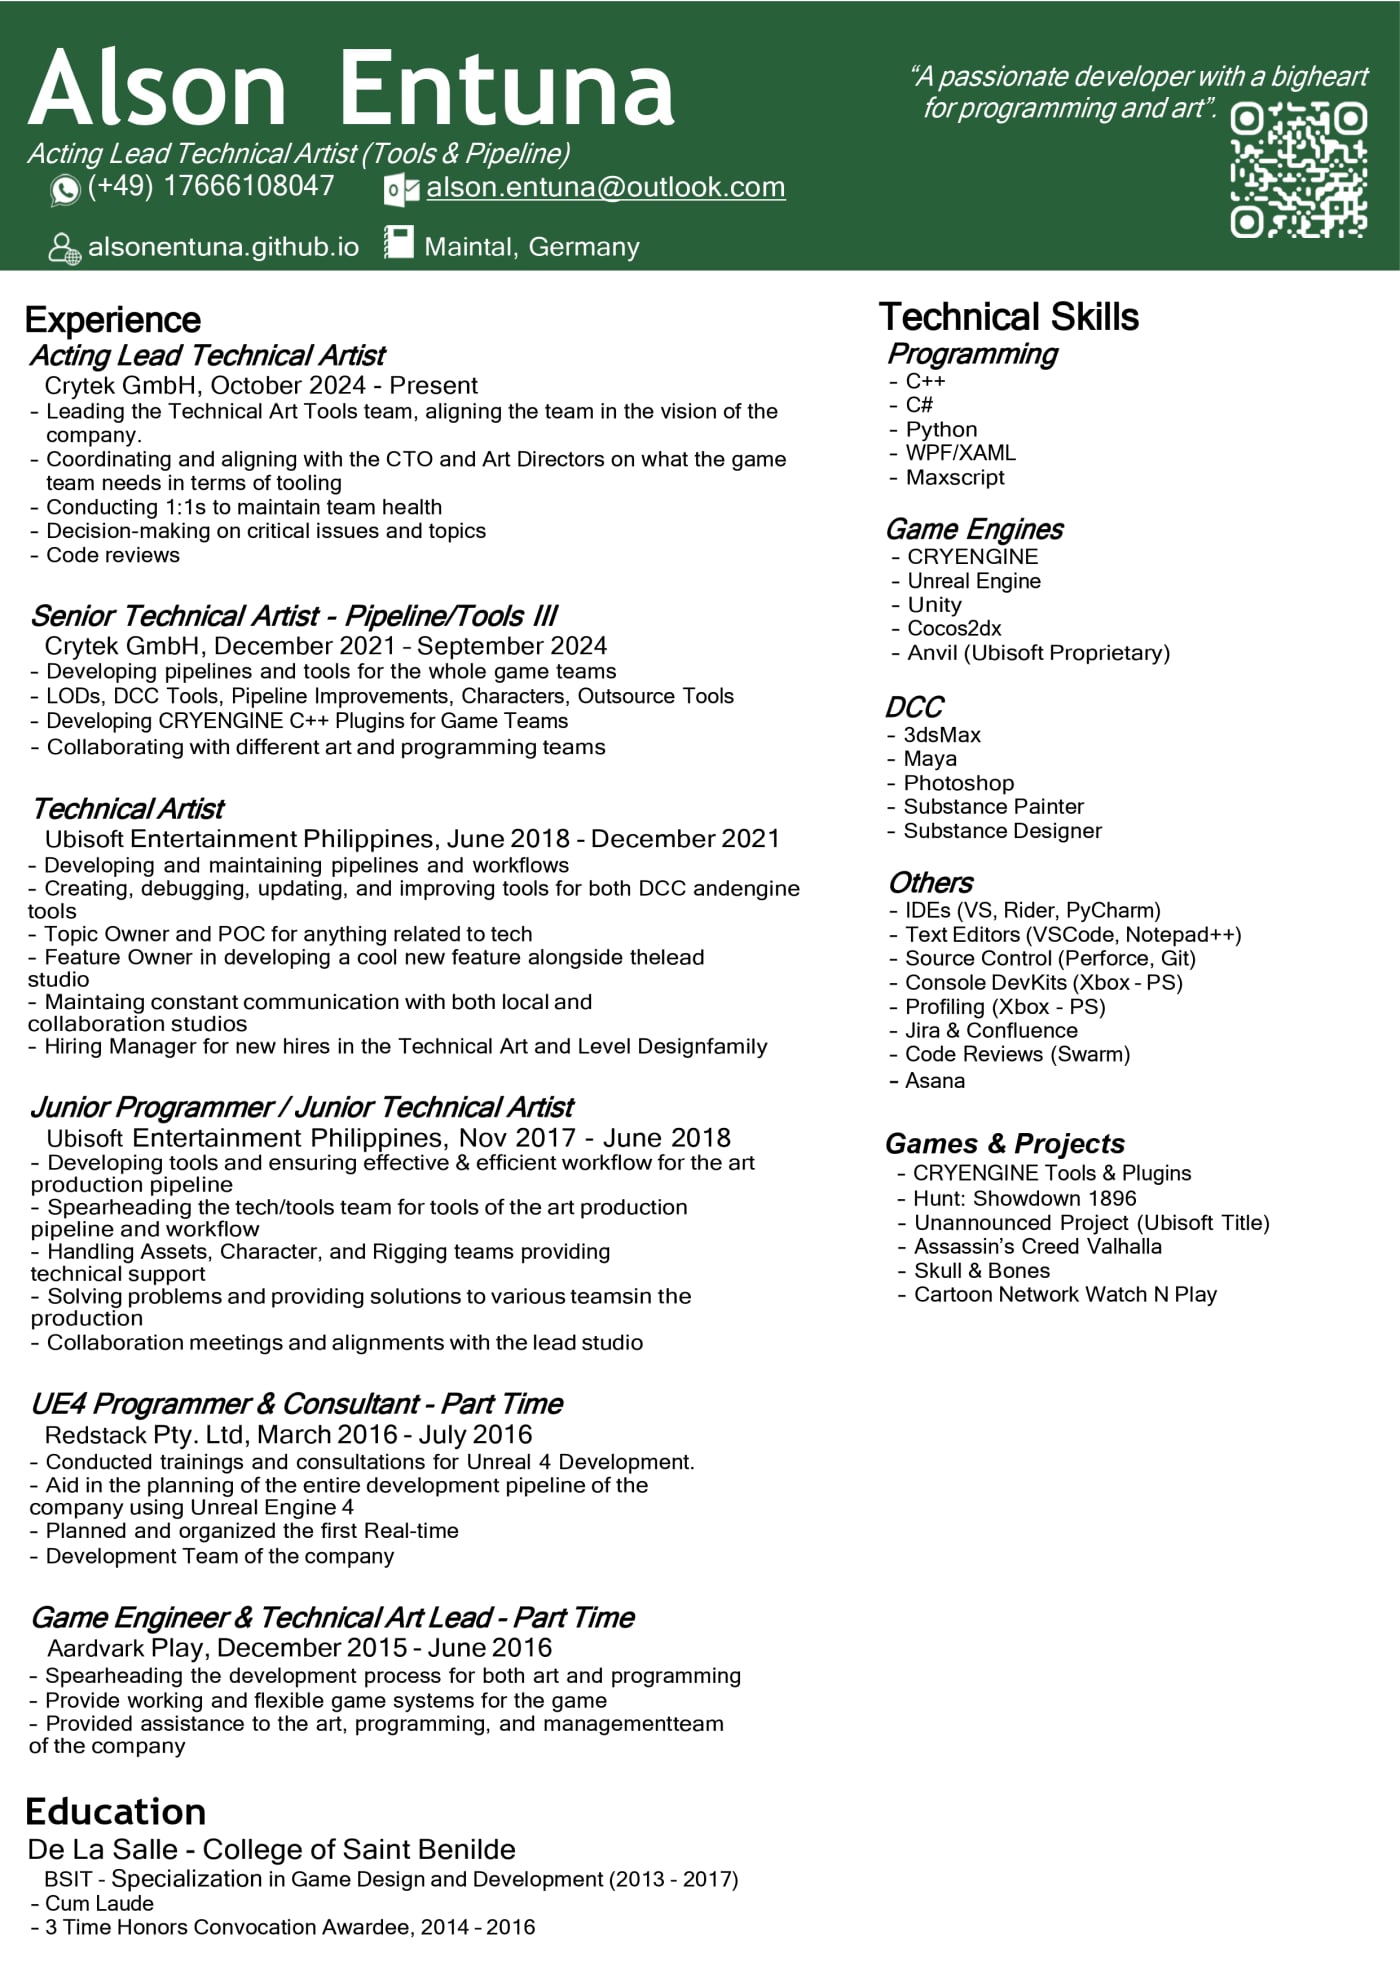 Alson Entuna
Acting Lead Technical Artist (Tools & Pipeline)
“A passionate developer with a bigheart
for programming and art”.
(+49) 17666108047
alson.entuna@outlook.com
alsonentuna.github.io
Maintal, Germany
Experience
Acting Lead Technical Artist
Crytek GmbH, October 2024 - Present
- Leading the Technical Art Tools team, aligning the team in the vision of the
company.
- Coordinating and aligning with the CTO and Art Directors on what the game
team needs in terms of tooling
- Conducting 1:1s to maintain team health
- Decision-making on critical issues and topics
- Code reviews
Senior Technical Artist - Pipeline/Tools III
Crytek GmbH, December 2021 - September 2024
- Developing pipelines and tools for the whole game teams
- LODs, DCC Tools, Pipeline Improvements, Characters, Outsource Tools
- Developing CRYENGINE C++ Plugins for Game Teams
- Collaborating with different art and programming teams
Technical Artist
Ubisoft Entertainment Philippines, June 2018 - December 2021
- Developing and maintaining pipelines and workflows
- Creating, debugging, updating, and improving tools for both DCC andengine
tools
- Topic Owner and POC for anything related to tech
- Feature Owner in developing a cool new feature alongside thelead
studio
- Maintaing constant communication with both local and
collaboration studios
- Hiring Manager for new hires in the Technical Art and Level Designfamily
Junior Programmer / Junior Technical Artist
Ubisoft Entertainment Philippines, Nov 2017 - June 2018
- Developing tools and ensuring effective & efficient workflow for the art
production pipeline
- Spearheading the tech/tools team for tools of the art production
pipeline and workflow
- Handling Assets, Character, and Rigging teams providing
technical support
- Solving problems and providing solutions to various teamsin the
production
- Collaboration meetings and alignments with the lead studio
UE4 Programmer & Consultant - Part Time
Redstack Pty. Ltd, March 2016 - July 2016
- Conducted trainings and consultations for Unreal 4 Development.
- Aid in the planning of the entire development pipeline of the
company using Unreal Engine 4
- Planned and organized the first Real-time
- Development Team of the company
Game Engineer & Technical Art Lead - Part Time
Aardvark Play, December 2015 - June 2016
- Spearheading the development process for both art and programming
- Provide working and flexible game systems for the game
- Provided assistance to the art, programming, and managementteam
of the company
Education
De La Salle - College of Saint Benilde
BSIT - Specialization in Game Design and Development (2013 - 2017)
- Cum Laude
- 3 Time Honors Convocation Awardee, 2014 - 2016
Technical Skills
Programming
- C++
- C#
- Python
- WPF/XAML
- Maxscript
Game Engines
- CRYENGINE
- Unreal Engine
- Unity
- Cocos2dx
- Anvil (Ubisoft Proprietary)
DCC
- 3dsMax
- Maya
- Photoshop
- Substance Painter
- Substance Designer
Others
- IDEs (VS, Rider, PyCharm)
- Text Editors (VSCode, Notepad++)
- Source Control (Perforce, Git)
- Console DevKits (Xbox - PS)
- Profiling (Xbox - PS)
- Jira & Confluence
- Code Reviews (Swarm)
- Asana
Games & Projects
- CRYENGINE Tools & Plugins
- Hunt: Showdown 1896
- Unannounced Project (Ubisoft Title)
- Assassin’s Creed Valhalla
- Skull & Bones
- Cartoon Network Watch N Play